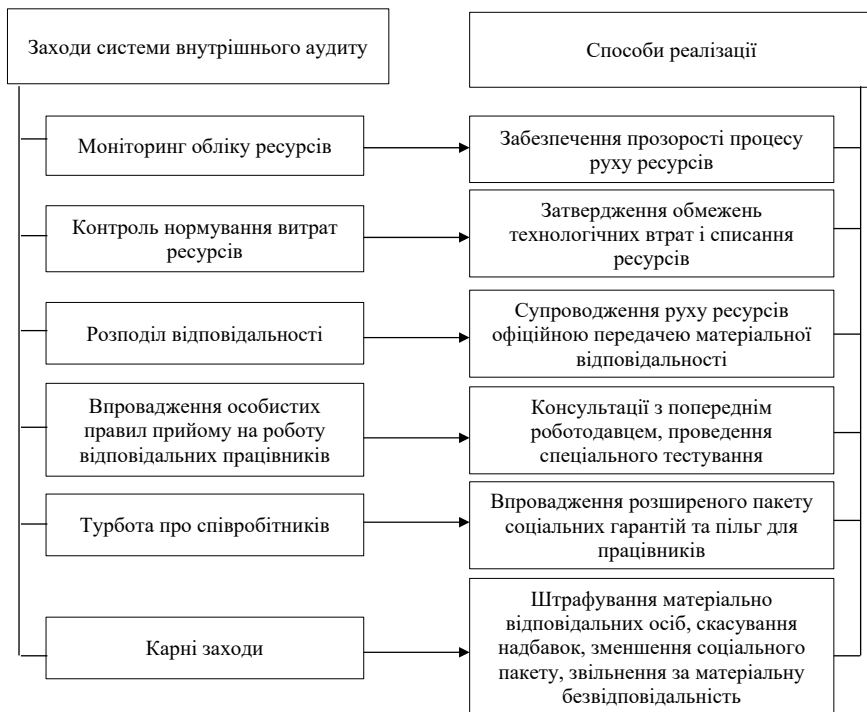 Заходи системи внутрішнього аудиту
Способи реалізації
Моніторинг обліку ресурсів
Забезпечення прозорості процесу
руху ресурсів
Контроль нормування витрат
ресурсів
Затвердження обмежень
технологічних втрат і списання
ресурсів
Розподіл відповідальності
Супроводження руху ресурсів
офіційною передачею матеріальної
відповідальності
Впровадження особистих
правил прийому на роботу
відповідальних працівників
Консультації з попереднім
роботодавцем, проведення
спеціального тестування
Турбота про співробітників
Впровадження розширеного пакету
соціальних гарантій та пільг для
працівників
Карні заходи
Штрафування матеріально
відповідальних осіб, скасування
надбавок, зменшення соціального
пакету, звільнення за матеріальну
безвідповідальність